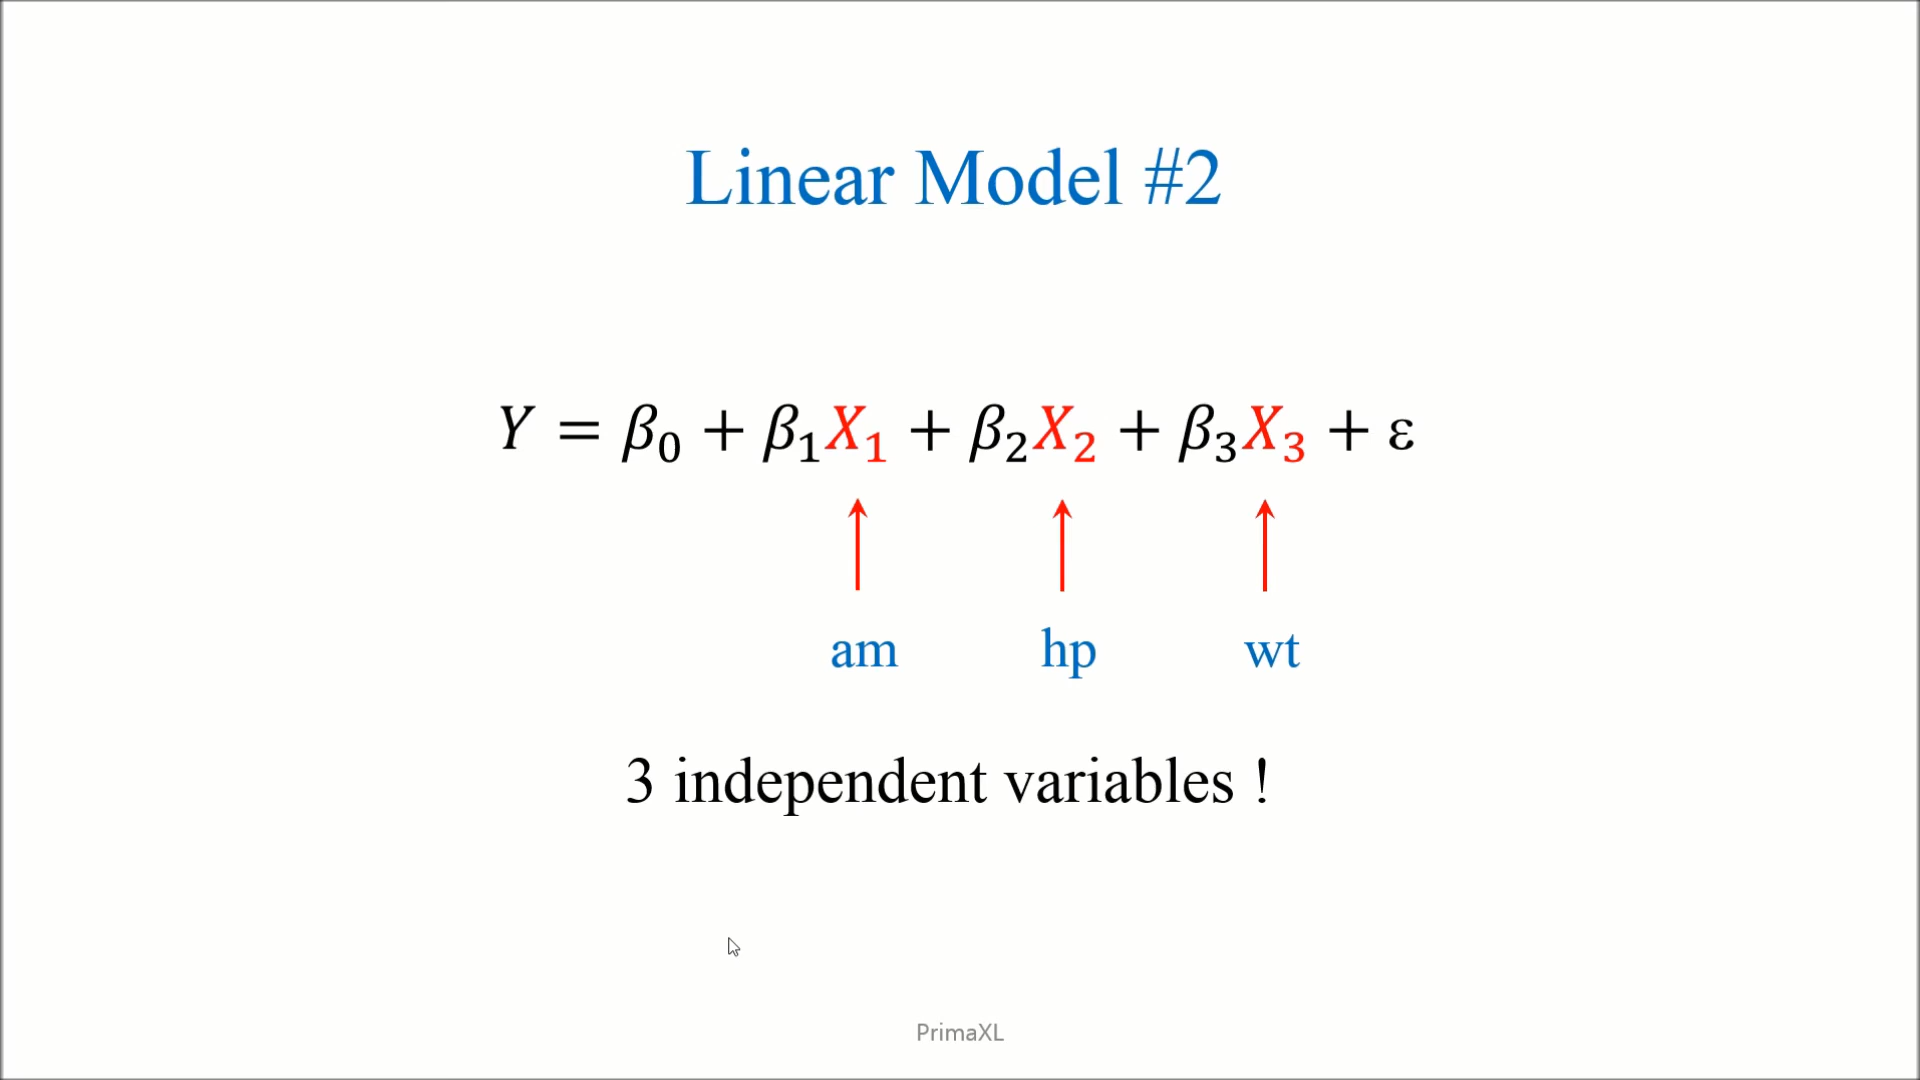 Linear Model #2
Y = β₀ + β₁X₁ + β₂X₂ + β₃X₃ + ε
am hp wt
3 independent variables !
PrimaXL